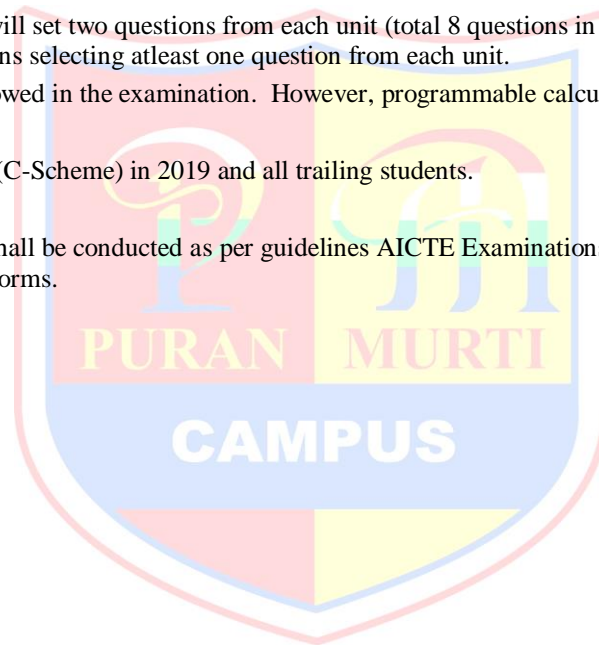 will set two questions from each unit (total 8 questions in
ns selecting atleast one question from each unit.
owed in the examination. However, programmable calcu
(C-Scheme) in 2019 and all trailing students.
hall be conducted as per guidelines AICTE Examination
orms.
PURAN MURTI
CAMPUS